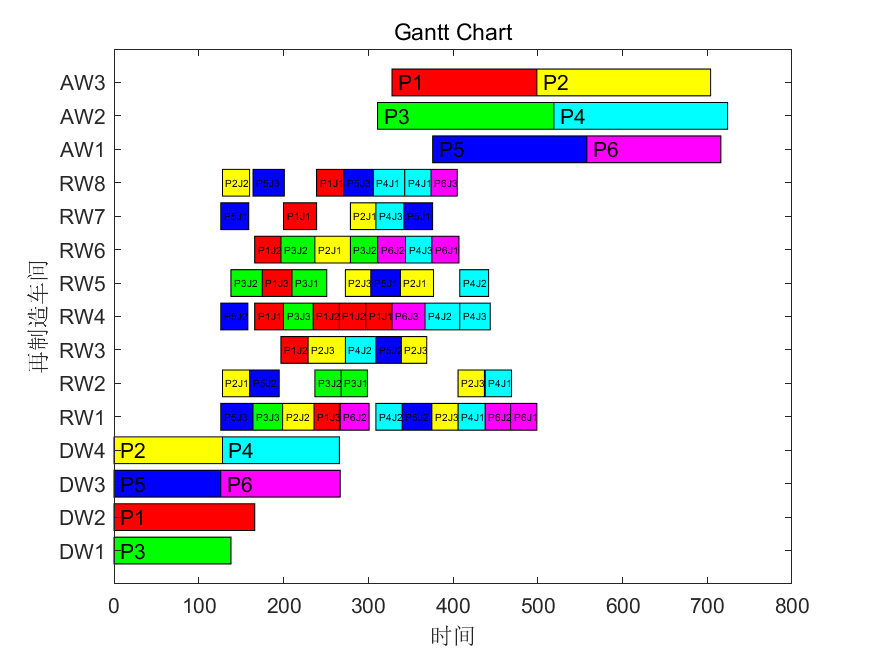 Gantt Chart
AW3 P1 P2
AW2 P3 P4
AW1 P5 P6
RW8 P2J2 P5J3 P1J1 P5J3 P4J1 P4J1 P6J3
RW7 P5J1 P1J1 P2J1 P4J3 P5J1
RW6 P1J2 P3J2 P2J1 P3J2 P6J2 P4J3 P6J1
RW5 P3J2 P1J3 P3J1 P2J3 P5J1 P2J1 P4J2
RW4 P5J2 P1J1 P3J3 P1J2 P1J2 P1J1 P6J3 P4J2 P4J3
RW3 P1J2 P2J3 P4J2 P2J3
RW2 P2J1 P5J2 P3J2 P3J1 P2J3 P4J1
RW1 P5J3 P3J3 P2J2 P1J3 P6J2 P4J2 P5J2 P2J3 P4J1 P6J2 P6J1
DW4 P2 P4
DW3 P5 P6
DW2 P1
DW1 P3
0 100 200 300 400 500 600 700 800
时间
再制造车间